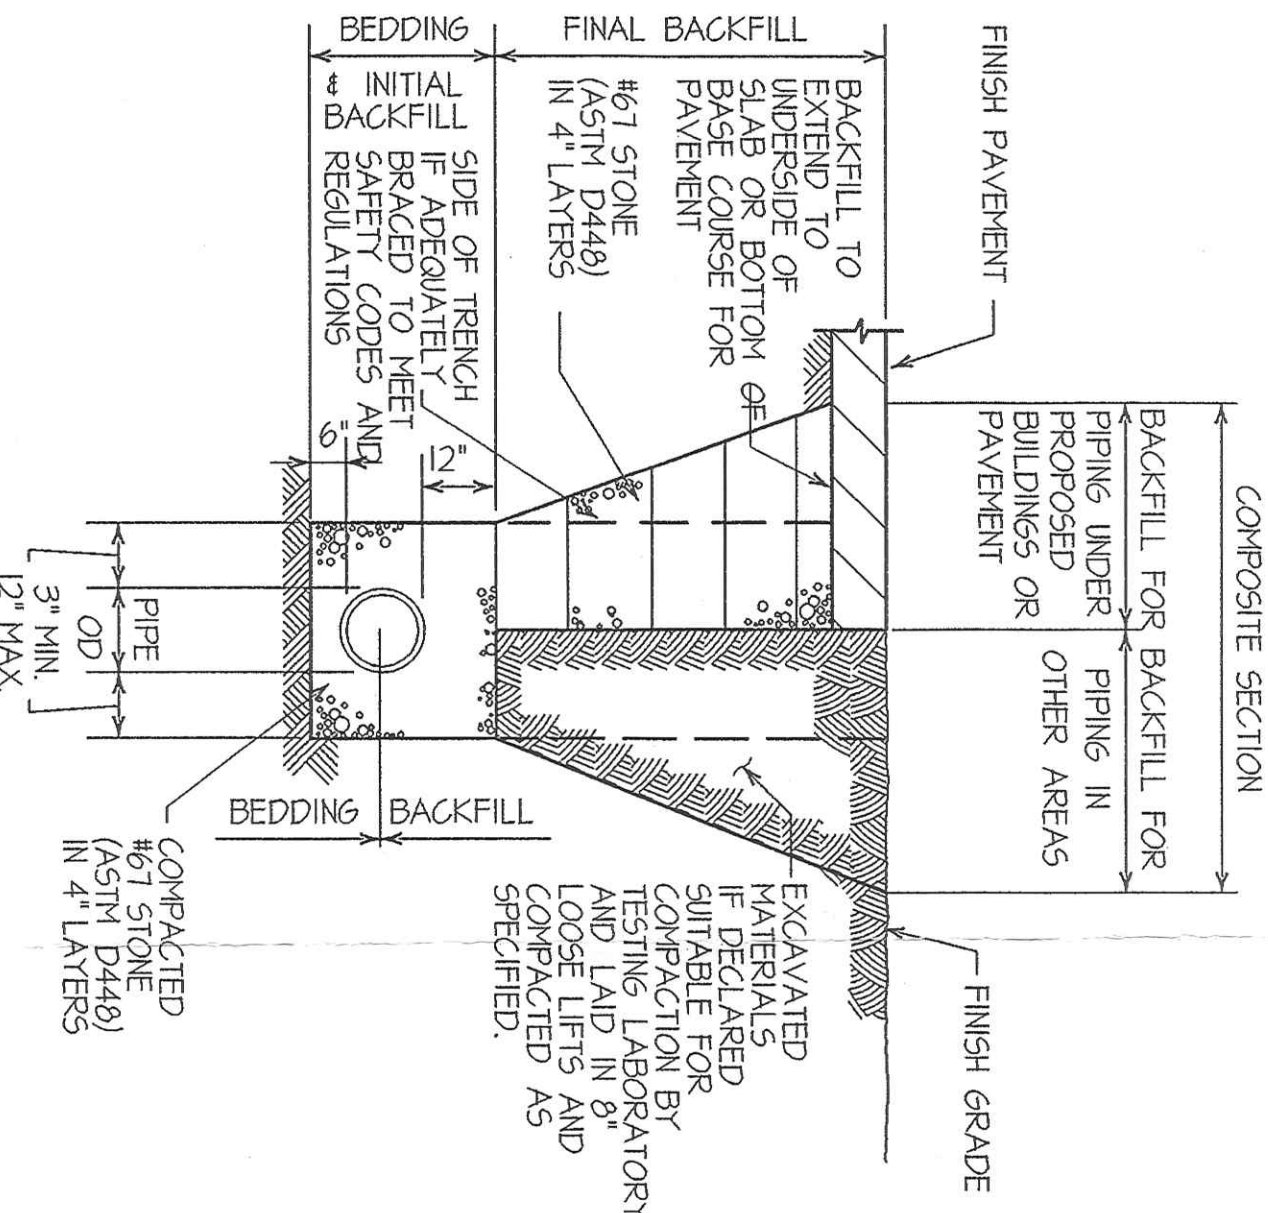 COMPOSITE SECTION
BACKFILL FOR
PIPING UNDER
PROPOSED
BUILDINGS OR
PAVEMENT
BACKFILL FOR
PIPING IN
OTHER AREAS
FINISH PAVEMENT
FINISH GRADE
BACKFILL TO
EXTEND TO
UNDERSIDE OF
SLAB OR BOTTOM OF
BASE COURSE FOR
PAVEMENT
#67 STONE
(ASTM D448)
IN 4" LAYERS
FINAL BACKFILL
EXCAVATED
MATERIALS
IF DECLARED
SUITABLE FOR
COMPACTION BY
TESTING LABORATORY
AND LAID IN 8"
LOOSE LIFTS AND
COMPACTED AS
SPECIFIED.
SIDE OF TRENCH
IF ADEQUATELY
BRACED TO MEET
SAFETY CODES AND
REGULATIONS
BEDDING
& INITIAL
BACKFILL
12"
6"
BACKFILL
BEDDING
PIPE
OD
3" MIN.
12" MAX.
COMPACTED
#67 STONE
(ASTM D448)
IN 4" LAYERS